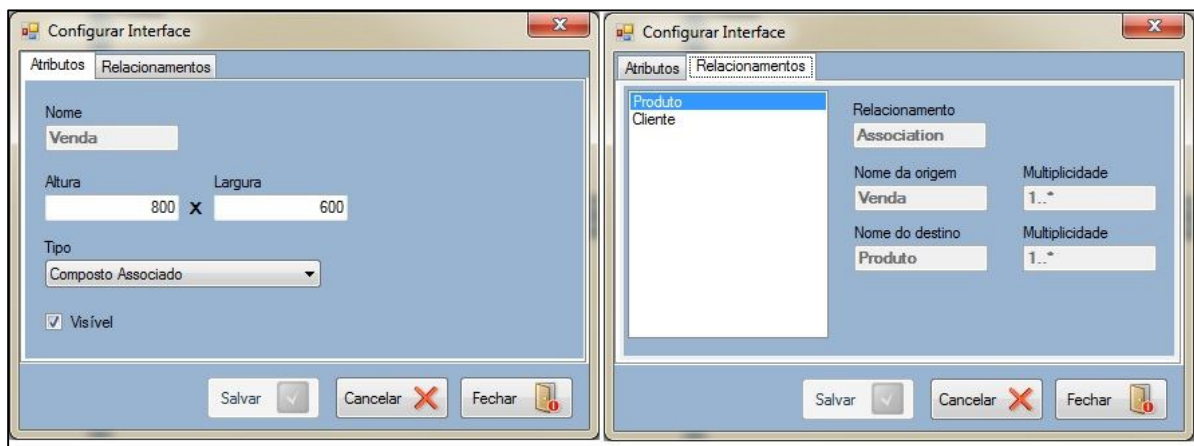 Configurar Interface
Atributos Relacionamentos
Nome
Venda
Altura Largura
800 X 600
Tipo
Composto Associado
Visível
Salvar Cancelar Fechar
Configurar Interface
Atributos Relacionamentos
Produto
Cliente
Relacionamento
Association
Nome da origem Multiplicidade
Venda 1..*
Nome do destino Multiplicidade
Produto 1..*
Salvar Cancelar Fechar